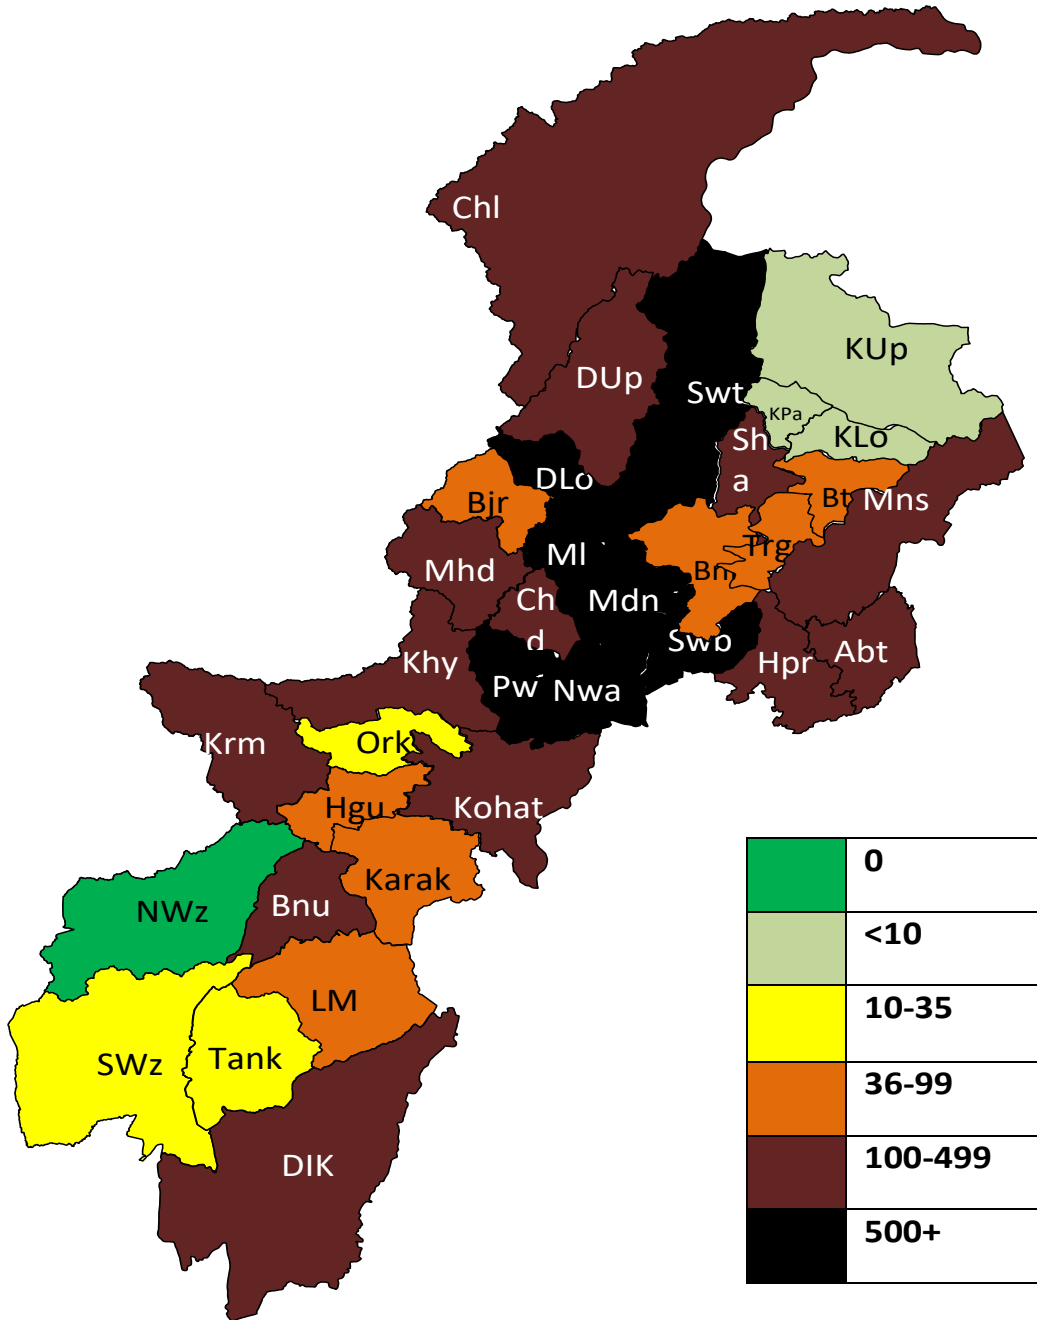 Chl
KUp
DUp
Swt
KPa
Sh
a
KLo
DLo
Bjr
Bt
Mns
Trg
Ml
Mhd
Bn
Ch
d
Mdn
Swb
Khy
Hpr
Abt
Pw
Nwa
Krm
Ork
Hgu
Kohat
Karak
Bnu
NWz
LM
SWz
Tank
DIK
0
<10
10-35
36-99
100-499
500+